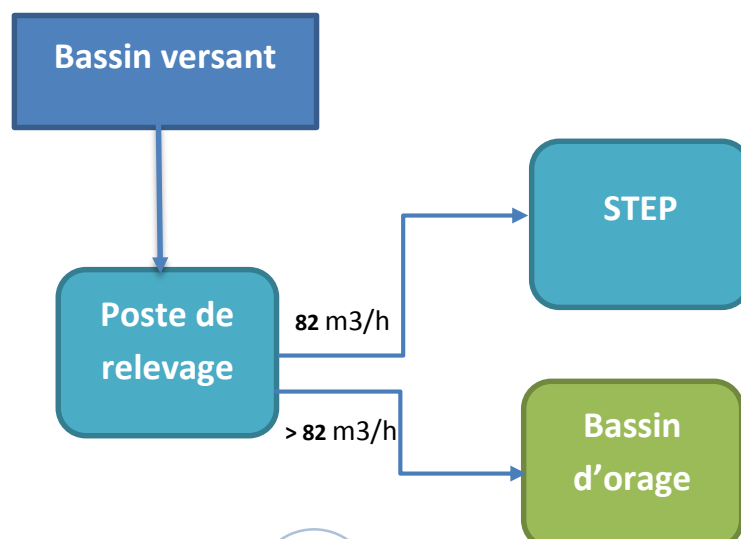 Bassin versant
STEP
Poste de
relevage
82 m3/h
> 82 m3/h
Bassin
d’orage